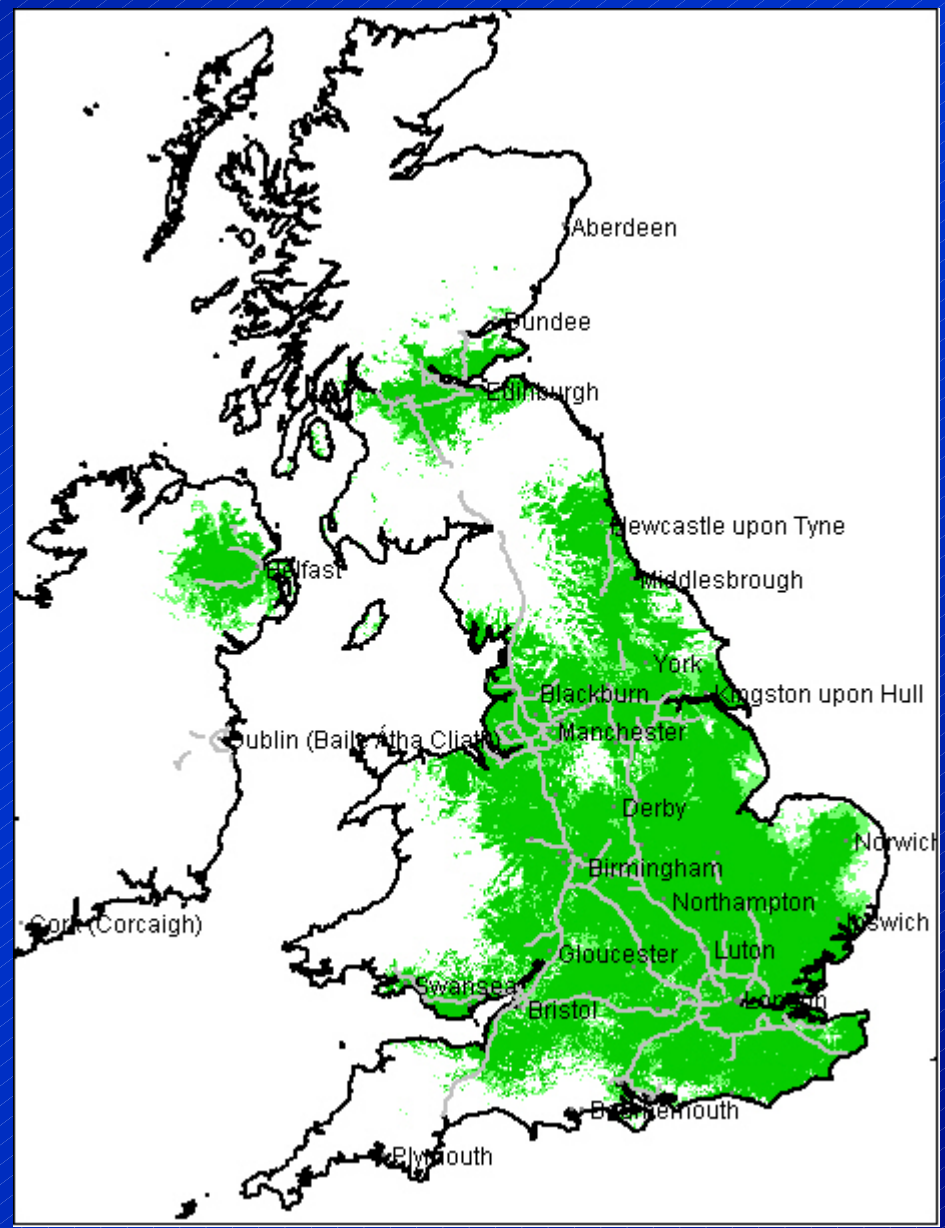 Aberdeen
Dundee
Edinburgh
Newcastle upon Tyne
Belfast
Middlesbrough
York
Blackburn
Kingston upon Hull
Manchester
Dublin (Baile Átha Cliath)
Derby
Norwich
Birmingham
Northampton
Ipswich
Cork (Corcaigh)
Luton
Gloucester
Swansea
London
Bristol
Bournemouth
Plymouth